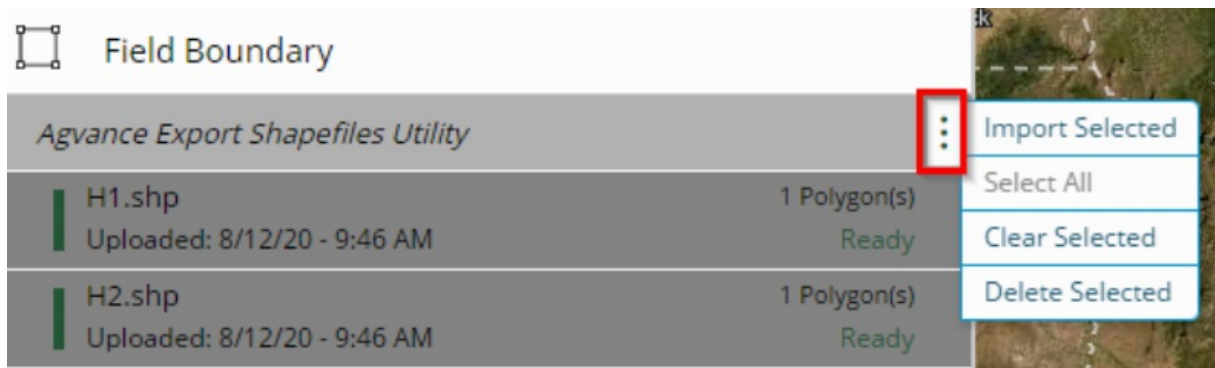 Field Boundary
Agvance Export Shapefiles Utility
H1.shp
1 Polygon(s)
Uploaded: 8/12/20 - 9:46 AM
Ready
H2.shp
1 Polygon(s)
Uploaded: 8/12/20 - 9:46 AM
Ready
k
Import Selected
Select All
Clear Selected
Delete Selected